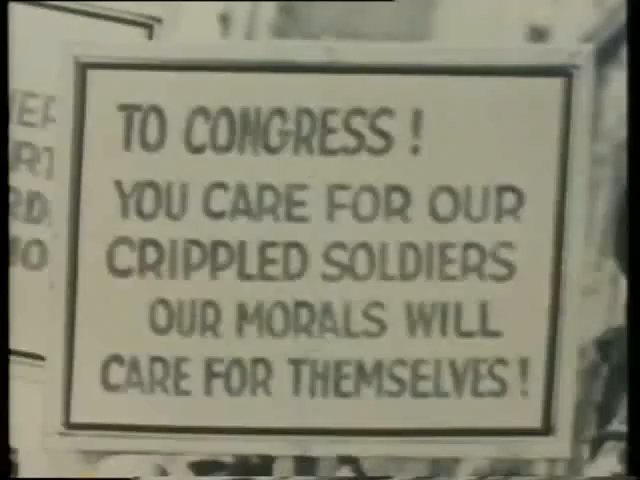 TO CONGRESS!
YOU CARE FOR OUR
CRIPPLED SOLDIERS
OUR MORALS WILL
CARE FOR THEMSELVES!